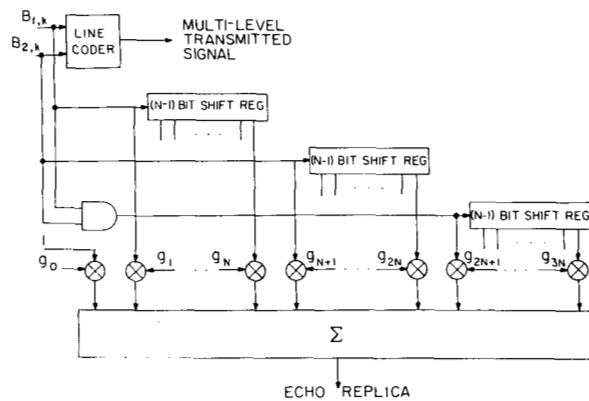 B1,k
B2,k
LINE CODER
MULTI-LEVEL TRANSMITTED SIGNAL
(N-1) BIT SHIFT REG
(N-1) BIT SHIFT REG
(N-1) BIT SHIFT REG
1
g0 g1 gN gN+1 g2N g2N+1 g3N
Σ
ECHO REPLICA